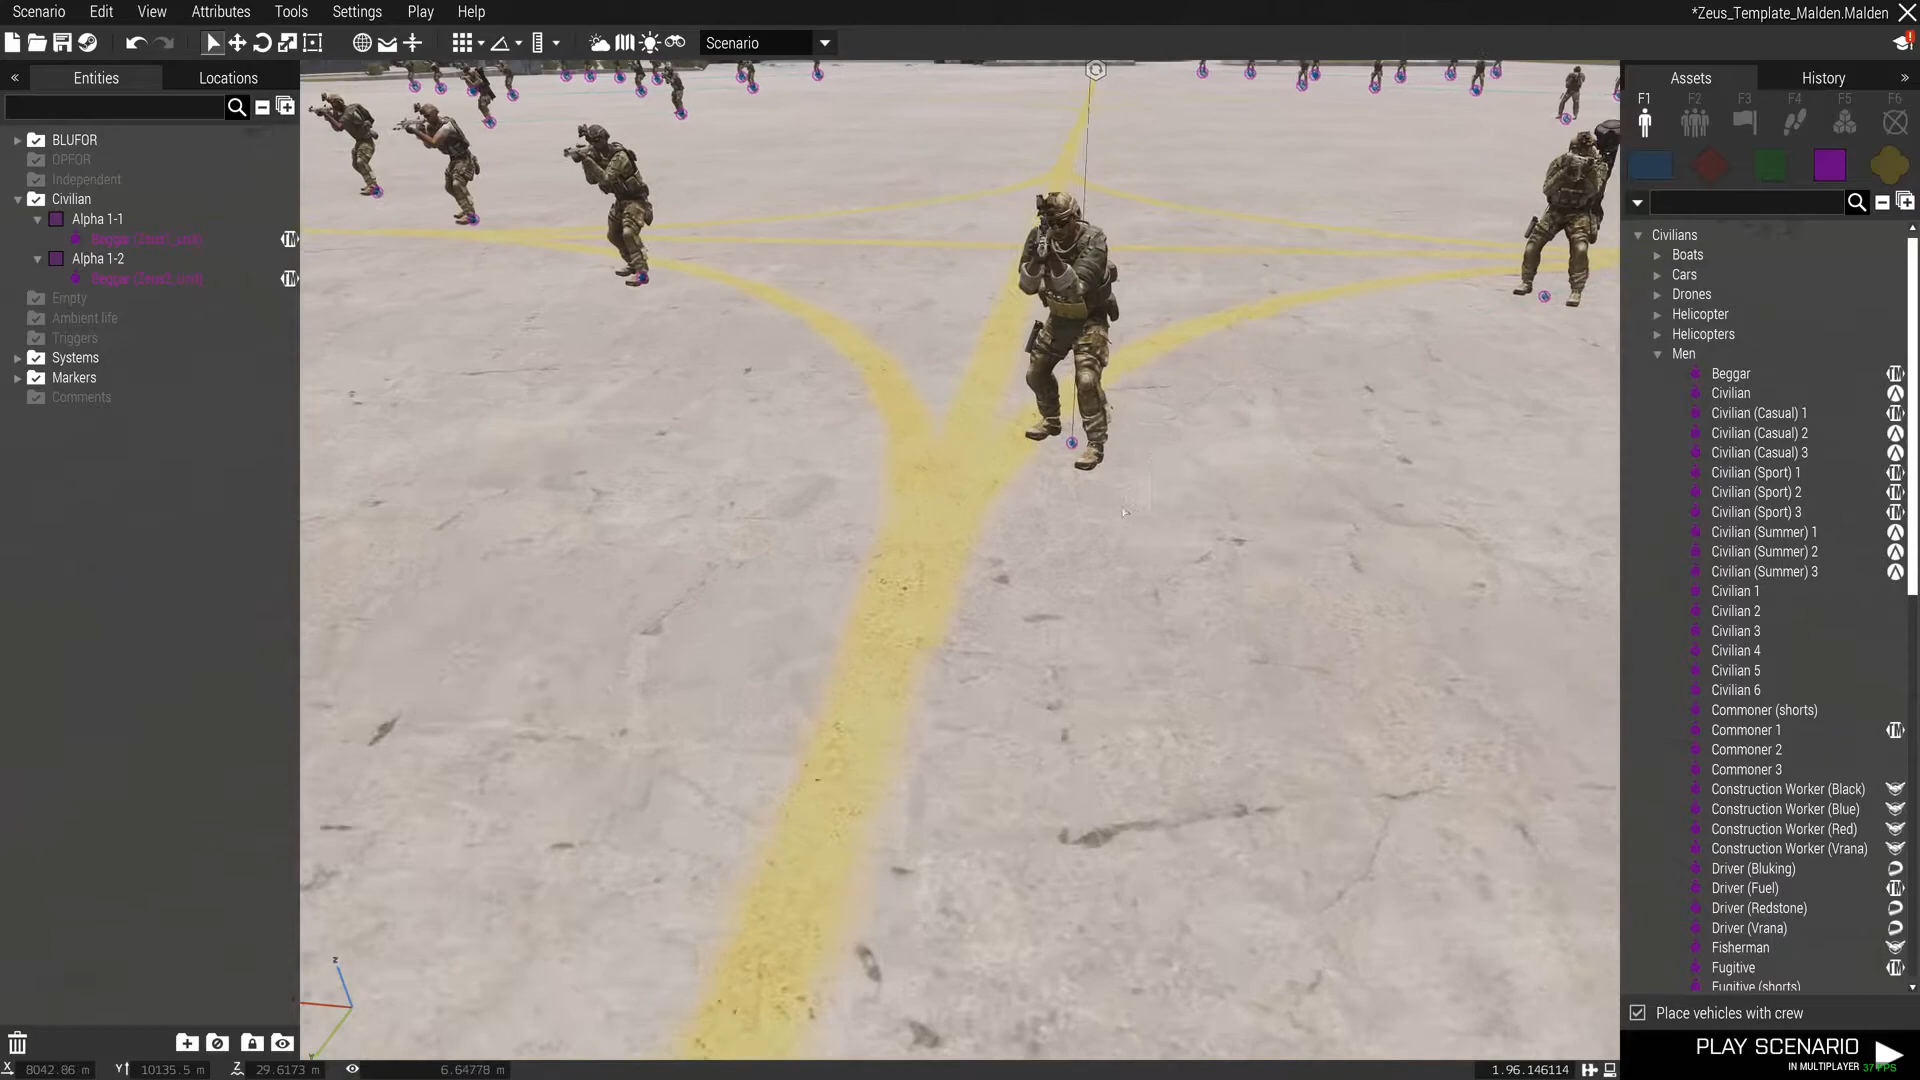 Scenario Edit View Attributes Tools Settings Play Help
*Zeus_Template_Malden.Malden
Scenario
Entities Locations
BLUFOR
OPFOR
Independent
Civilian
Alpha 1-1
Beggar (Zeus1_unit)
Alpha 1-2
Beggar (Zeus2_Unit)
Empty
Ambient life
Triggers
Systems
Markers
Comments
Assets History
F1 F2 F3 F4 F5 F6
Civilians
Boats
Cars
Drones
Helicopter
Helicopters
Men
Beggar
Civilian
Civilian (Casual) 1
Civilian (Casual) 2
Civilian (Casual) 3
Civilian (Sport) 1
Civilian (Sport) 2
Civilian (Sport) 3
Civilian (Summer) 1
Civilian (Summer) 2
Civilian (Summer) 3
Civilian 1
Civilian 2
Civilian 3
Civilian 4
Civilian 5
Civilian 6
Commoner (shorts)
Commoner 1
Commoner 2
Commoner 3
Construction Worker (Black)
Construction Worker (Blue)
Construction Worker (Red)
Construction Worker (Vrana)
Driver (Bluking)
Driver (Fuel)
Driver (Redstone)
Driver (Vrana)
Fisherman
Fugitive
Fugitive (shorts)
Place vehicles with crew
PLAY SCENARIO
IN MULTIPLAYER 37 FPS
z
X 8042.86 m Y 10135.5 m Z 29.6173 m 6.64778 m 1.96.146114